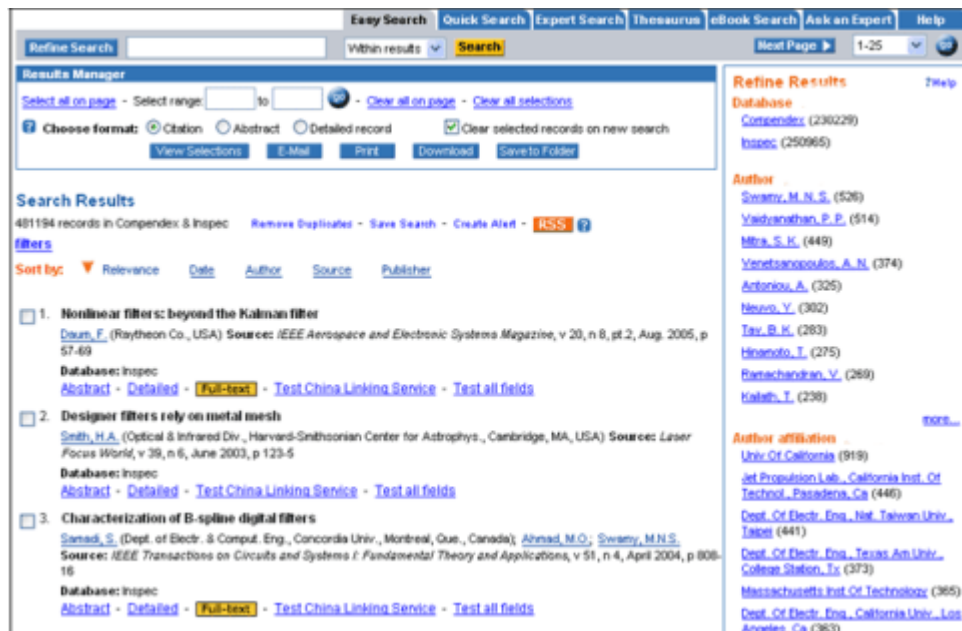 Easy Search Quick Search Expert Search Thesaurus eBook Search Ask an Expert Help
Refine Search Within results Search Next Page 1-25 GO
Results Manager
Select all on page - Select range: to GO - Clear all on page - Clear all selections
? Choose format: Citation Abstract Detailed record Clear selected records on new search
View Selections E-Mail Print Download Save to Folder
Search Results
481194 records in Compendex & Inspec Remove Duplicates - Save Search - Create Alert - RSS ?
filters
Sort by: Relevance Date Author Source Publisher
1. Nonlinear filters: beyond the Kalman filter
Daum, F. (Raytheon Co., USA) Source: IEEE Aerospace and Electronic Systems Magazine, v 20, n 8, pt.2, Aug. 2005, p
57-69
Database: Inspec
Abstract - Detailed - Full-text - Test China Linking Service - Test all fields
2. Designer filters rely on metal mesh
Smith, H.A. (Optical & Infrared Div., Harvard-Smithsonian Center for Astrophys., Cambridge, MA, USA) Source: Laser
Focus World, v 39, n 6, June 2003, p 123-5
Database: Inspec
Abstract - Detailed - Test China Linking Service - Test all fields
3. Characterization of B-spline digital filters
Samadi, S. (Dept. of Electr. & Comput. Eng., Concordia Univ., Montreal, Que., Canada); Ahmad, M.O.; Swamy, M.N.S.
Source: IEEE Transactions on Circuits and Systems I: Fundamental Theory and Applications, v 51, n 4, April 2004, p 808-
16
Database: Inspec
Abstract - Detailed - Full-text - Test China Linking Service - Test all fields
Refine Results ?Help
Database
Compendex (230229)
Inspec (250965)
Author
Swamy, M. N. S. (526)
Vaidyanathan, P. P. (514)
Mitra, S. K. (449)
Venetsanopoulos, A. N. (374)
Antoniou, A. (325)
Neuvo, Y. (302)
Tay, B. K. (283)
Hinamoto, T. (275)
Ramachandran, V. (269)
Kailath, T. (238)
more...
Author affiliation
Univ Of California (919)
Jet Propulsion Lab., California Inst. Of
Technol., Pasadena, Ca (446)
Dept. Of Electr. Eng., Nat. Taiwan Univ.,
Taipei (441)
Dept. Of Electr. Eng., Texas Am Univ.,
College Station, Tx (373)
Massachusetts Inst Of Technology (365)
Dept. Of Electr. Eng., California Univ., Los
Angeles, Ca (363)